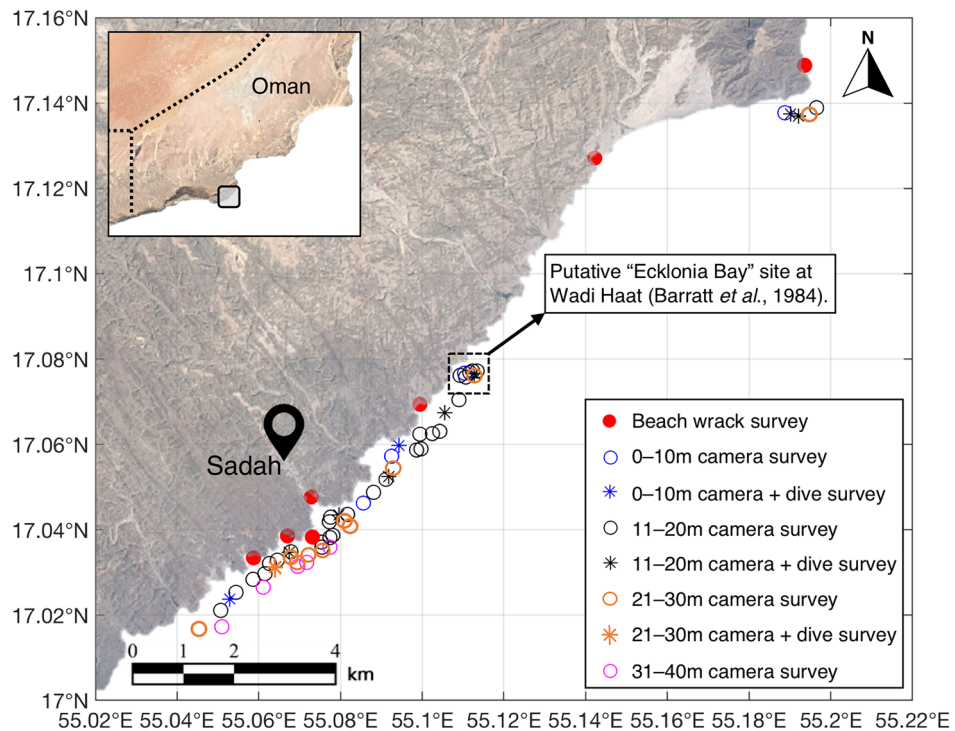 17.16°N
17.14°N
17.12°N
17.1°N
17.08°N
17.06°N
17.04°N
17.02°N
17°N
Oman
N
Putative “Ecklonia Bay” site at
Wadi Haat (Barratt et al., 1984).
Sadah
Beach wrack survey
0–10m camera survey
0–10m camera + dive survey
11–20m camera survey
11–20m camera + dive survey
21–30m camera survey
21–30m camera + dive survey
31–40m camera survey
0 1 2 4
km
55.02°E 55.04°E 55.06°E 55.08°E 55.1°E 55.12°E 55.14°E 55.16°E 55.18°E 55.2°E 55.22°E